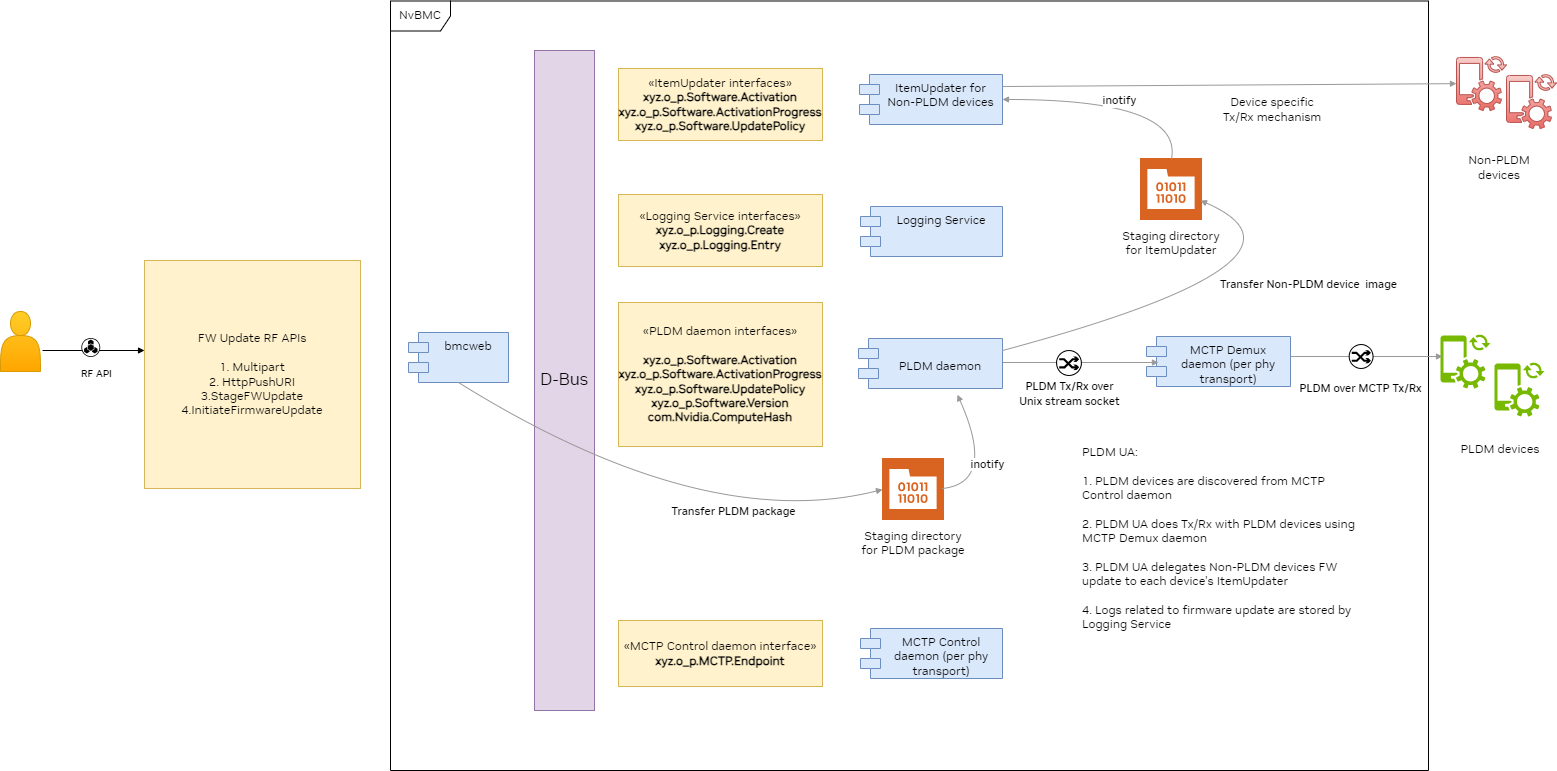 NvBMC
«ItemUpdater interfaces»
xyz.o_p.Software.Activation
xyz.o_p.Software.ActivationProgress
xyz.o_p.Software.UpdatePolicy
ItemUpdater for
Non-PLDM devices
inotify
Device specific
Tx/Rx mechanism
Non-PLDM
devices
01011
11010
Staging directory
for ItemUpdater
«Logging Service interfaces»
xyz.o_p.Logging.Create
xyz.o_p.Logging.Entry
Logging Service
Transfer Non-PLDM device  image
RF API
FW Update RF APIs
1. Multipart
2. HttpPushURI
3.StageFWUpdate
4.InitiateFirmwareUpdate
bmcweb
D-Bus
«PLDM daemon interfaces»
xyz.o_p.Software.Activation
xyz.o_p.Software.ActivationProgress
xyz.o_p.Software.UpdatePolicy
xyz.o_p.Software.Version
com.Nvidia.ComputeHash
PLDM daemon
PLDM Tx/Rx over
Unix stream socket
MCTP Demux
daemon (per phy
transport)
PLDM over MCTP Tx/Rx
PLDM devices
inotify
Transfer PLDM package
01011
11010
Staging directory
for PLDM package
PLDM UA:
1. PLDM devices are discovered from MCTP
Control daemon
2. PLDM UA does Tx/Rx with PLDM devices using
MCTP Demux daemon
3. PLDM UA delegates Non-PLDM devices FW
update to each device's ItemUpdater
4. Logs related to firmware update are stored by
Logging Service
«MCTP Control daemon interface»
xyz.o_p.MCTP.Endpoint
MCTP Control
daemon (per phy
transport)